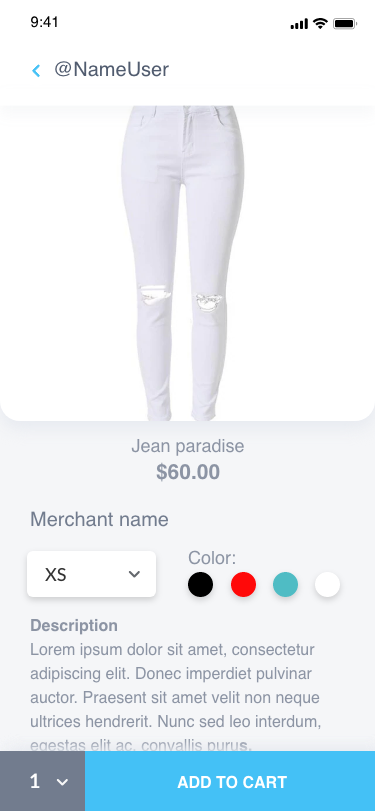 9:41
@NameUser
Jean paradise
$60.00
Merchant name
XS
Color:
Description
Lorem ipsum dolor sit amet, consectetur
adipiscing elit. Donec imperdiet pulvinar
auctor. Praesent sit amet velit non neque
ultrices hendrerit. Nunc sed leo interdum,
egestas elit ac, convallis purus.
1
ADD TO CART